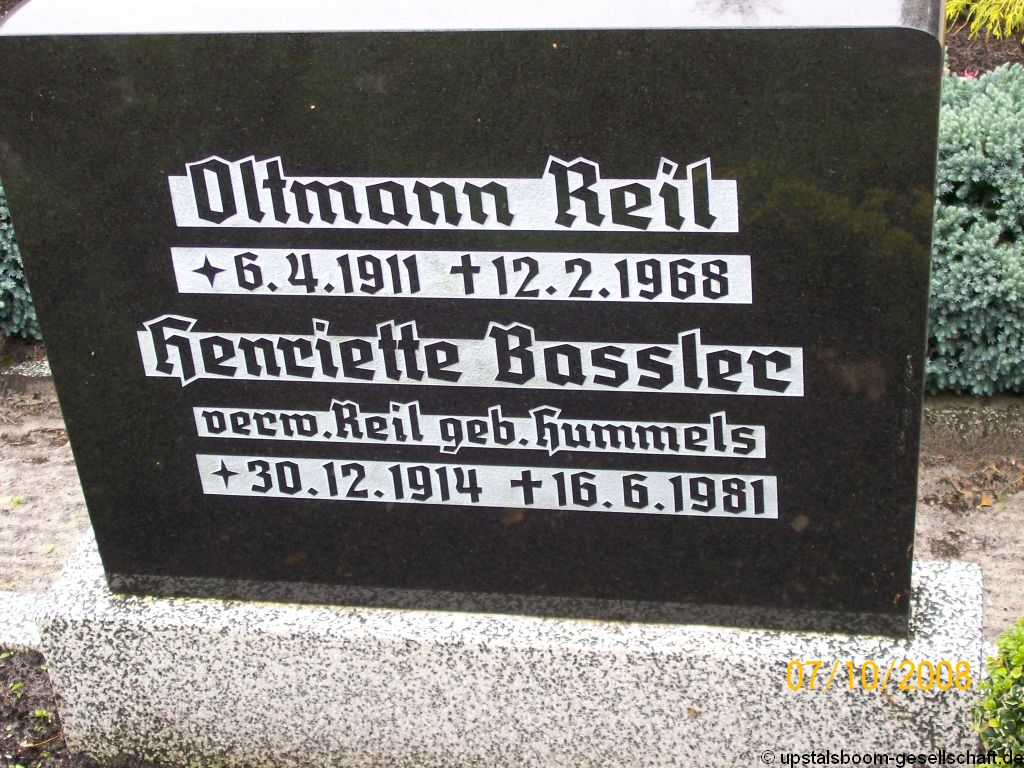 Oltmann Reil
✦6.4.1911 ✝12.2.1968
Henriette Bassler
verw. Reil geb. Hummels
✦30.12.1914 ✝16.6.1981
07/10/2008
© upstalsboom-gesellschaft.de